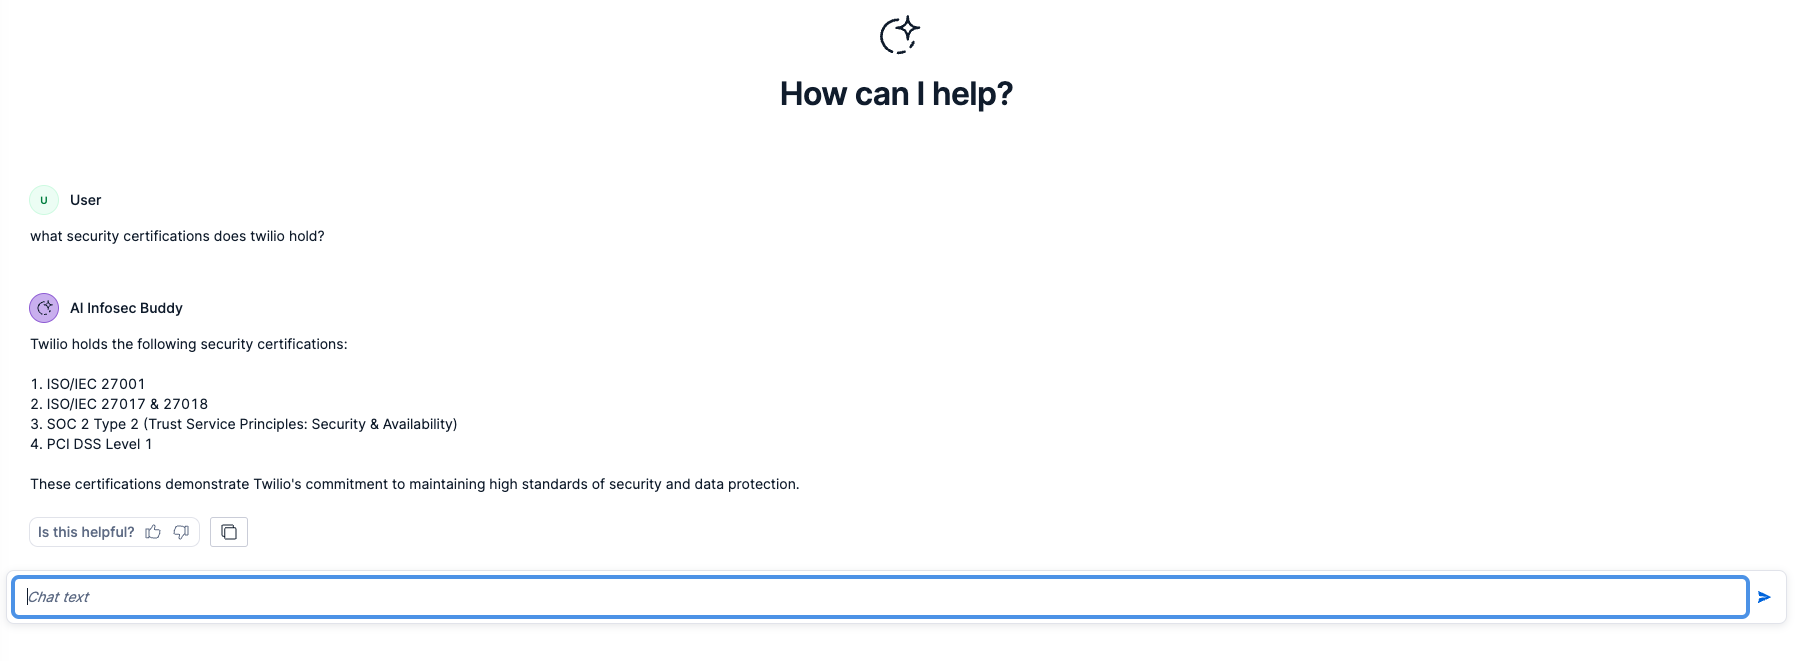 How can I help?
U
User
what security certifications does twilio hold?
AI Infosec Buddy
Twilio holds the following security certifications:
1. ISO/IEC 27001
2. ISO/IEC 27017 & 27018
3. SOC 2 Type 2 (Trust Service Principles: Security & Availability)
4. PCI DSS Level 1
These certifications demonstrate Twilio's commitment to maintaining high standards of security and data protection.
Is this helpful?
Chat text